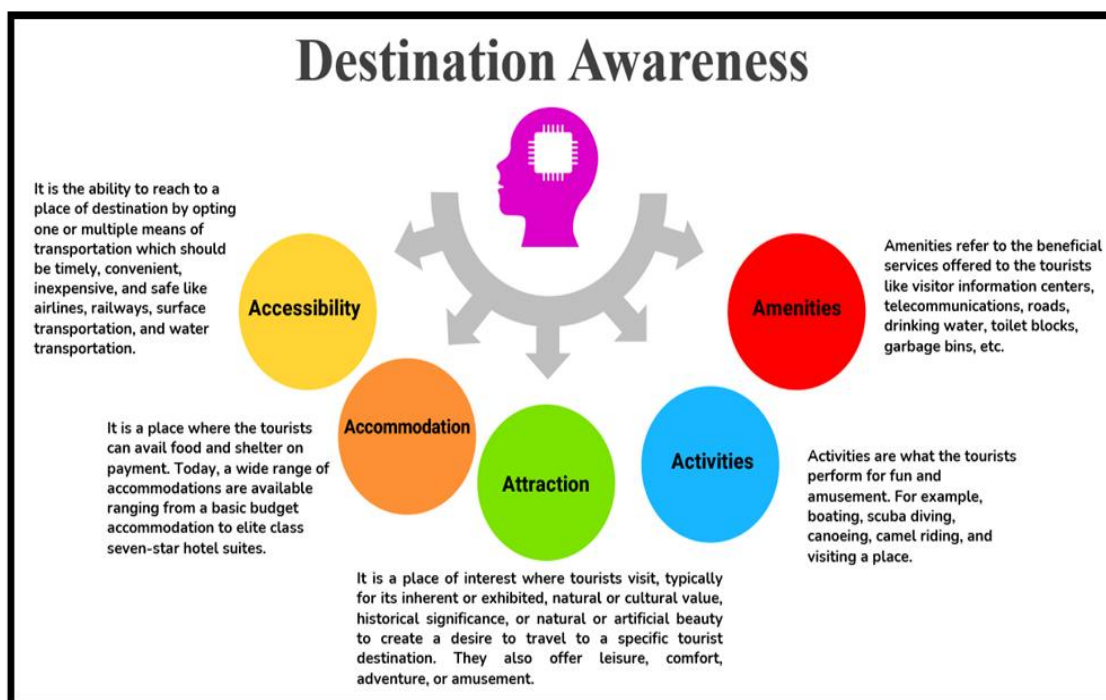 Destination Awareness
It is the ability to reach to a
place of destination by opting
one or multiple means of
transportation which should
be timely, convenient,
inexpensive, and safe like
airlines, railways, surface
transportation, and water
transportation.
Accessibility
It is a place where the tourists
can avail food and shelter on
payment. Today, a wide range of
accommodations are available
ranging from a basic budget
accommodation to elite class
seven-star hotel suites.
Accommodation
Attraction
It is a place of interest where tourists visit, typically
for its inherent or exhibited, natural or cultural value,
historical significance, or natural or artificial beauty
to create a desire to travel to a specific tourist
destination. They also offer leisure, comfort,
adventure, or amusement.
Activities
Activities are what the tourists
perform for fun and
amusement. For example,
boating, scuba diving,
canoeing, camel riding, and
visiting a place.
Amenities
Amenities refer to the beneficial
services offered to the tourists
like visitor information centers,
telecommunications, roads,
drinking water, toilet blocks,
garbage bins, etc.